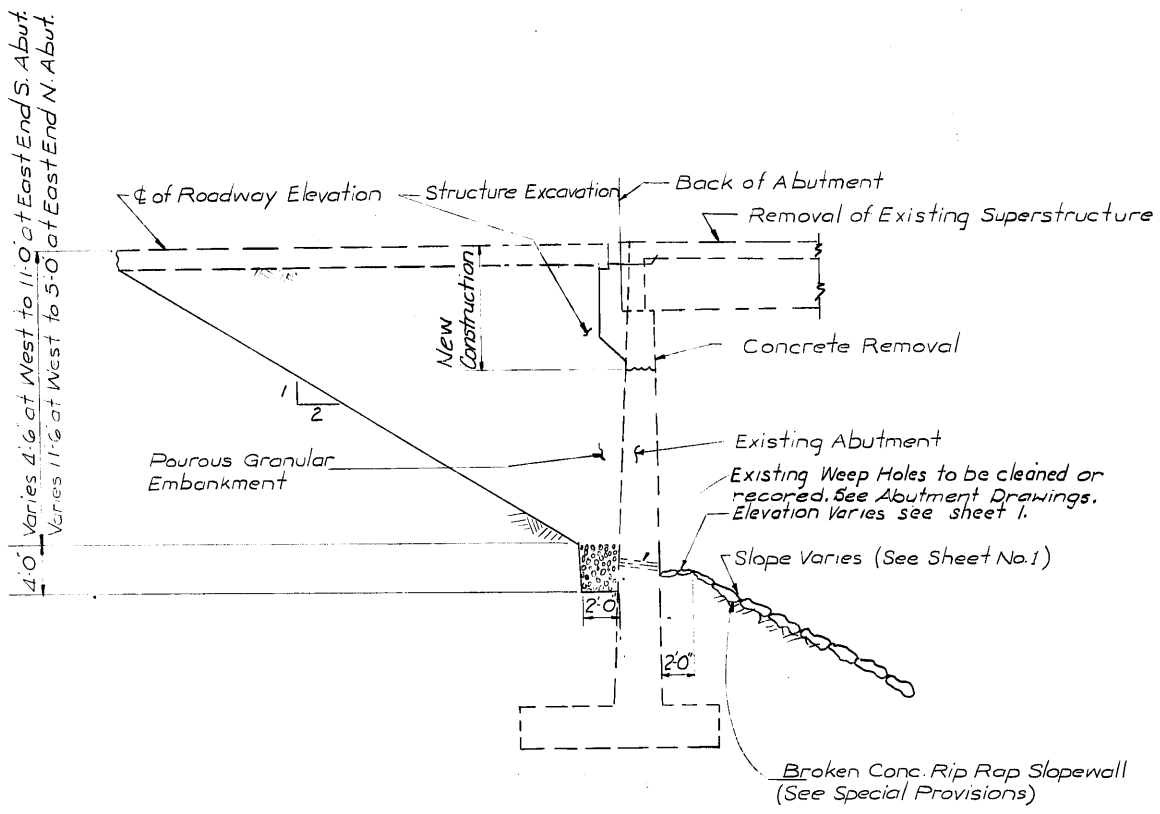 Varies 4'-6" at West to 11'-0" at East End S. Abut.
Varies 11'-6" at West to 5'-0" at East End N. Abut.
4'-0"
℄ of Roadway Elevation
Structure Excavation
Back of Abutment
Removal of Existing Superstructure
New
Construction
Concrete Removal
1
2
Pourous Granular
Embankment
Existing Abutment
Existing Weep Holes to be cleaned or
recored. See Abutment Drawings.
Elevation Varies see sheet 1.
Slope Varies (See Sheet No. 1)
2'-0"
2'-0"
Broken Conc. Rip Rap Slopewall
(See Special Provisions)